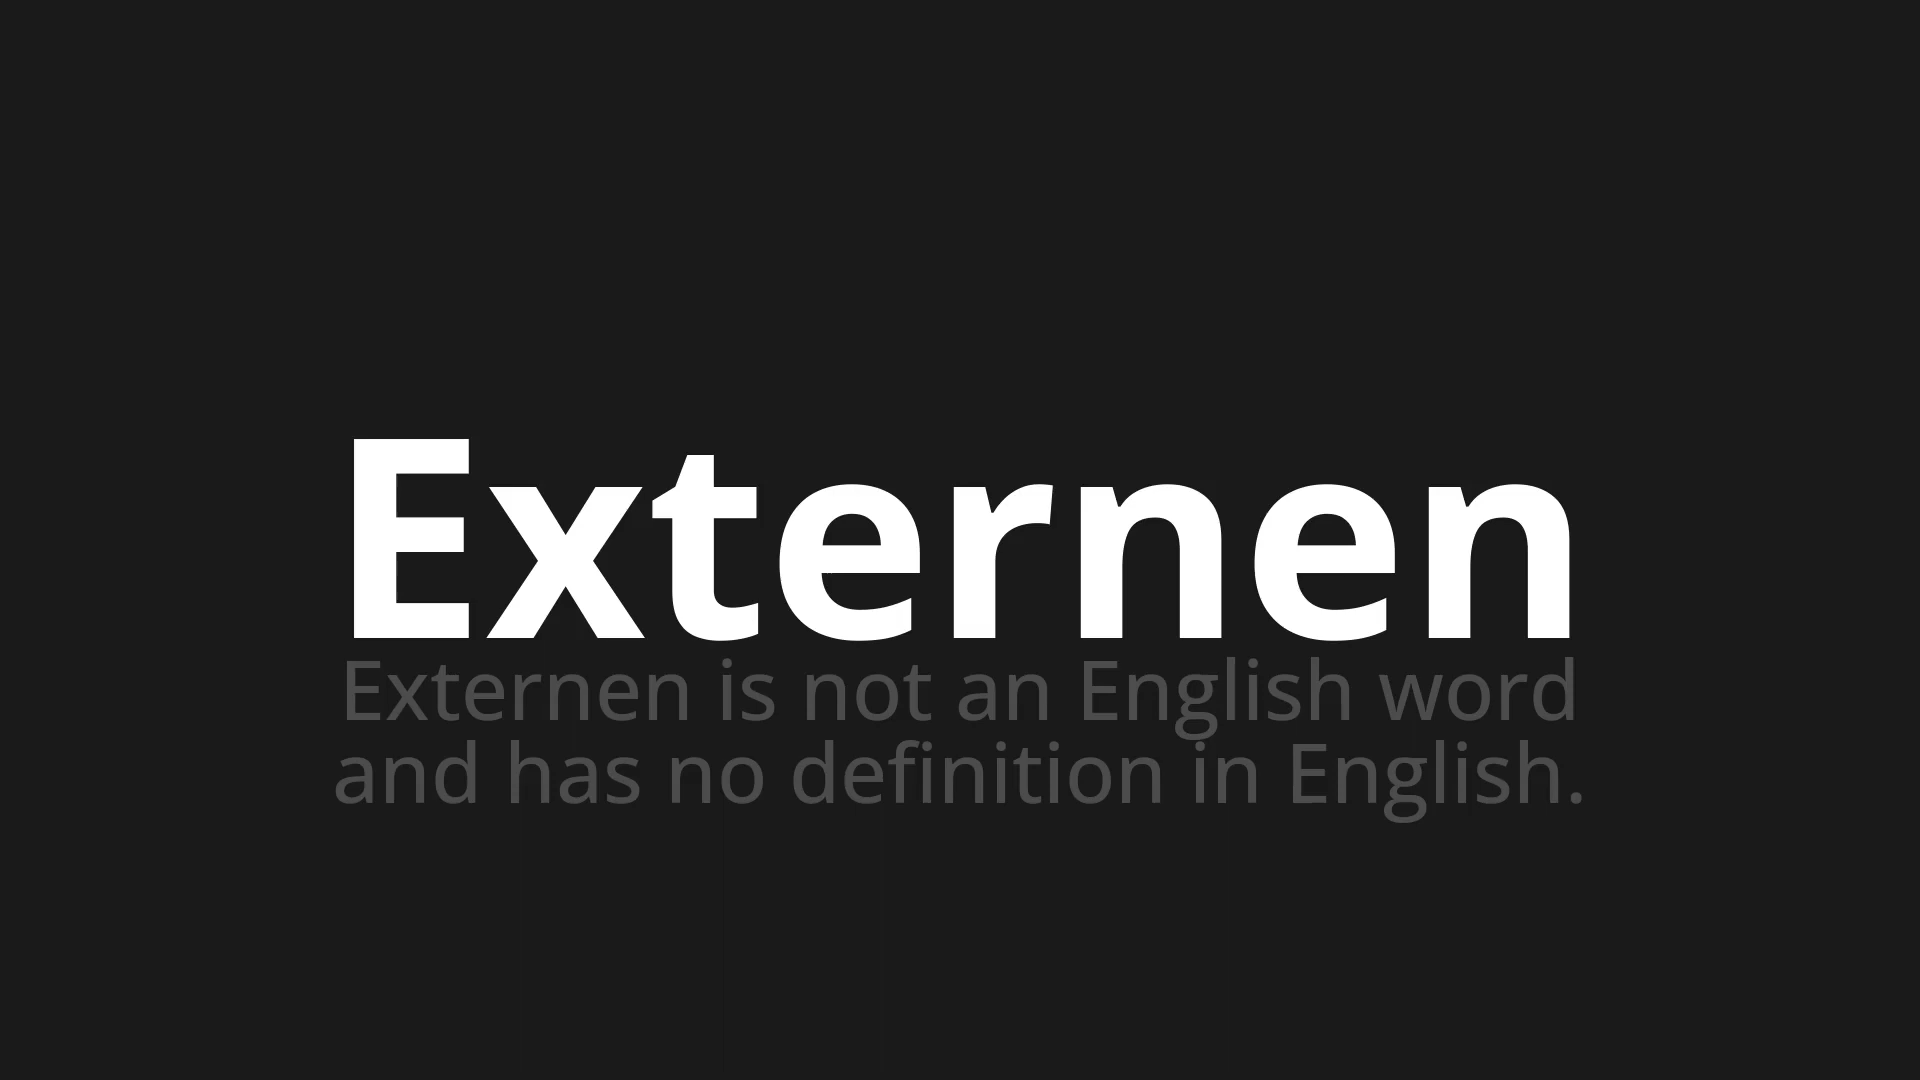 Externen
Externen is not an English word
and has no definition in English.